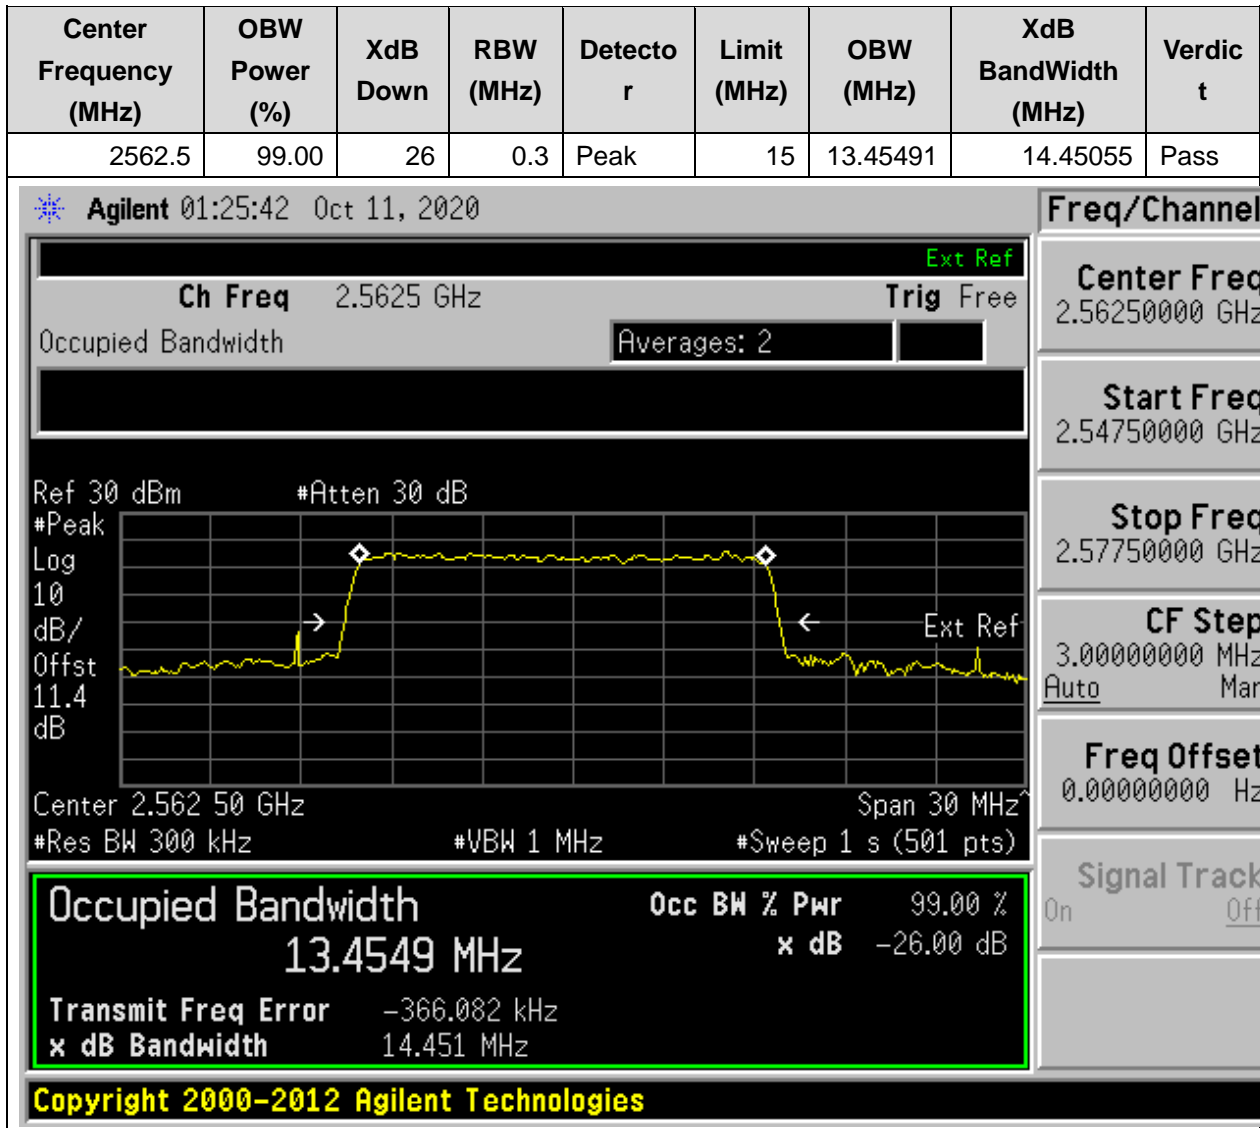 Center Frequency (MHz) OBW Power (%) XdB Down RBW (MHz) Detecto r Limit (MHz) OBW (MHz) XdB BandWidth (MHz) Verdic t
2562.5 99.00 26 0.3 Peak 15 13.45491 14.45055 Pass
Agilent 01:25:42 Oct 11, 2020
Freq/Channel
Ext Ref
Ch Freq 2.5625 GHz Trig Free
Occupied Bandwidth Averages: 2
Center Freq
2.56250000 GHz
Start Freq
2.54750000 GHz
Stop Freq
2.57750000 GHz
CF Step
3.00000000 MHz
Auto Man
Freq Offset
0.00000000 Hz
Signal Track
On Off
Ref 30 dBm #Atten 30 dB
#Peak
Log
10
dB/
Offst
11.4
dB
Ext Ref
Center 2.562 50 GHz Span 30 MHz^
#Res BW 300 kHz #VBW 1 MHz #Sweep 1 s (501 pts)
Occupied Bandwidth Occ BW % Pwr 99.00 %
13.4549 MHz x dB -26.00 dB
Transmit Freq Error -366.082 kHz
x dB Bandwidth 14.451 MHz
Copyright 2000-2012 Agilent Technologies